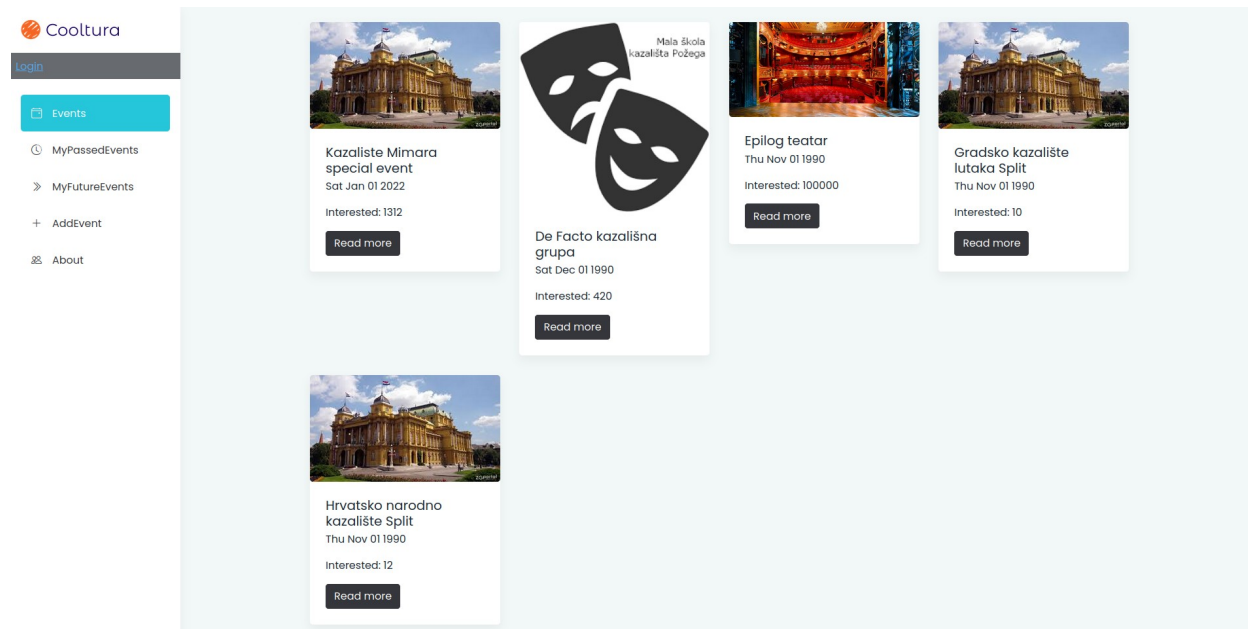 Cooltura
Login
Events
MyPassedEvents
MyFutureEvents
AddEvent
About
Kazaliste Mimara
special event
Sat Jan 01 2022
Interested: 1312
Read more
Mala škola
kazališta Požega
De Facto kazališna
grupa
Sat Dec 01 1990
Interested: 420
Read more
Epilog teatar
Thu Nov 01 1990
Interested: 100000
Read more
Gradsko kazalište
lutaka Split
Thu Nov 01 1990
Interested: 10
Read more
Hrvatsko narodno
kazalište Split
Thu Nov 01 1990
Interested: 12
Read more